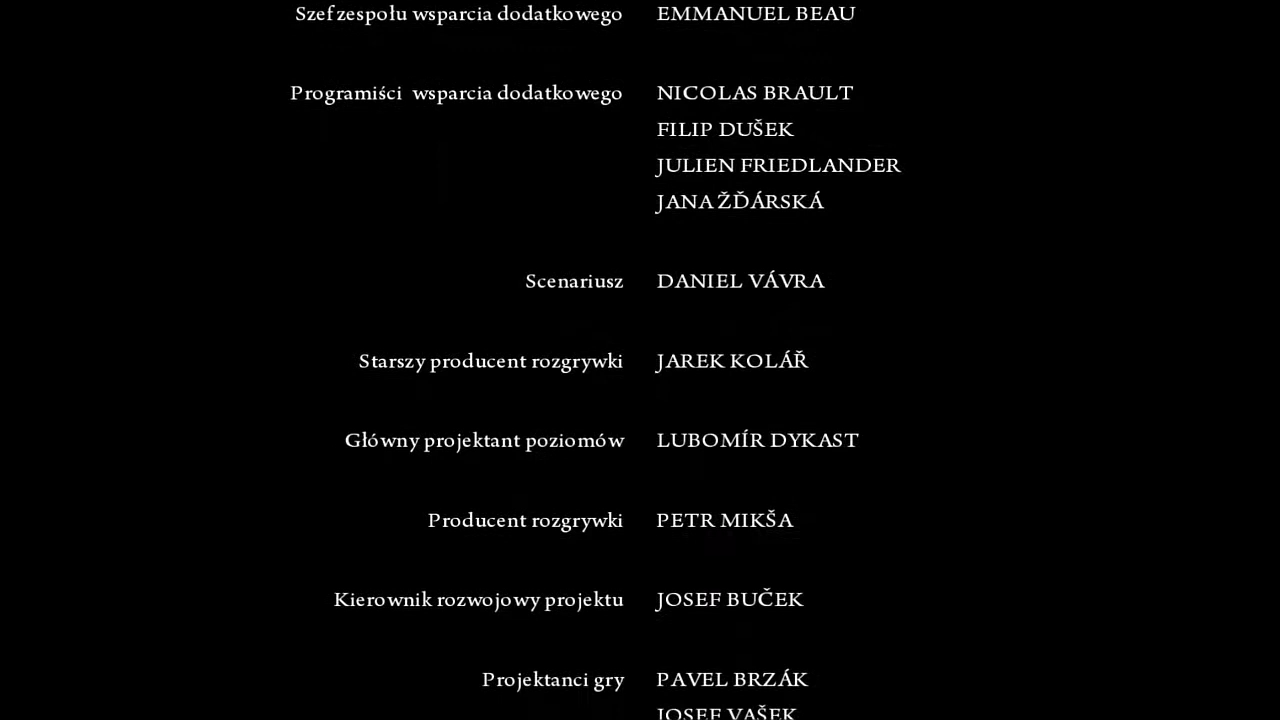 Szef zespołu wsparcia dodatkowego EMMANUEL BEAU
Programiści wsparcia dodatkowego NICOLAS BRAULT
FILIP DUŠEK
JULIEN FRIEDLANDER
JANA ŽĎÁRSKÁ
Scenariusz DANIEL VÁVRA
Starszy producent rozgrywki JAREK KOLÁŘ
Główny projektant poziomów LUBOMÍR DYKAST
Producent rozgrywki PETR MIKŠA
Kierownik rozwojowy projektu JOSEF BUČEK
Projektanci gry PAVEL BRZÁK
JOSEF VAŠEK